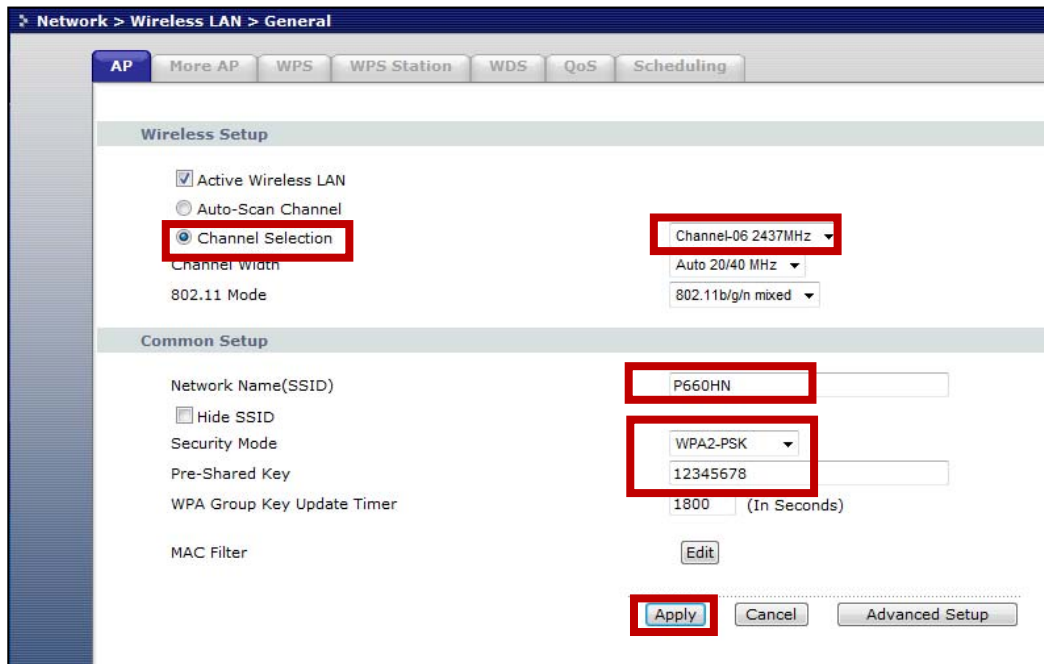 Network > Wireless LAN > General
AP More AP WPS WPS Station WDS QoS Scheduling
Wireless Setup
Active Wireless LAN
Auto-Scan Channel
Channel Selection Channel-06 2437MHz
Channel Width Auto 20/40 MHz
802.11 Mode 802.11b/g/n mixed
Common Setup
Network Name(SSID) P660HN
Hide SSID
Security Mode WPA2-PSK
Pre-Shared Key 12345678
WPA Group Key Update Timer 1800 (In Seconds)
MAC Filter Edit
Apply Cancel Advanced Setup